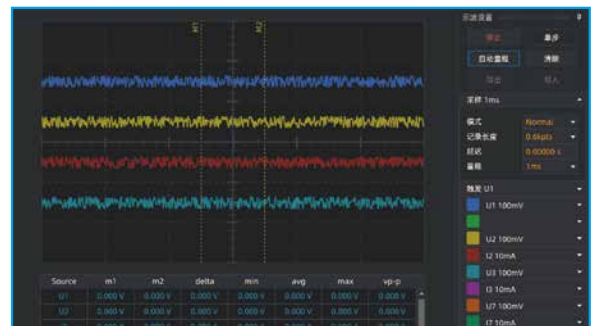 示波设置
M1
M2
停止 单步
自动量程 清除
导出 导入
采样 1ms
模式 Normal
记录长度 0.6kpts
延迟 0.00000 s
量程 1ms
触发 U1
U1 100mV
U2 100mV
I2 10mA
U3 100mV
I3 10mA
U7 100mV
I7 10mA
Source m1 m2 delta min avg max vp-p
U1 0.000 V 0.000 V 0.000 V 0.000 V 0.000 V 0.000 V 0.000 V
U2 0.000 V 0.000 V 0.000 V 0.000 V 0.000 V 0.000 V 0.000 V